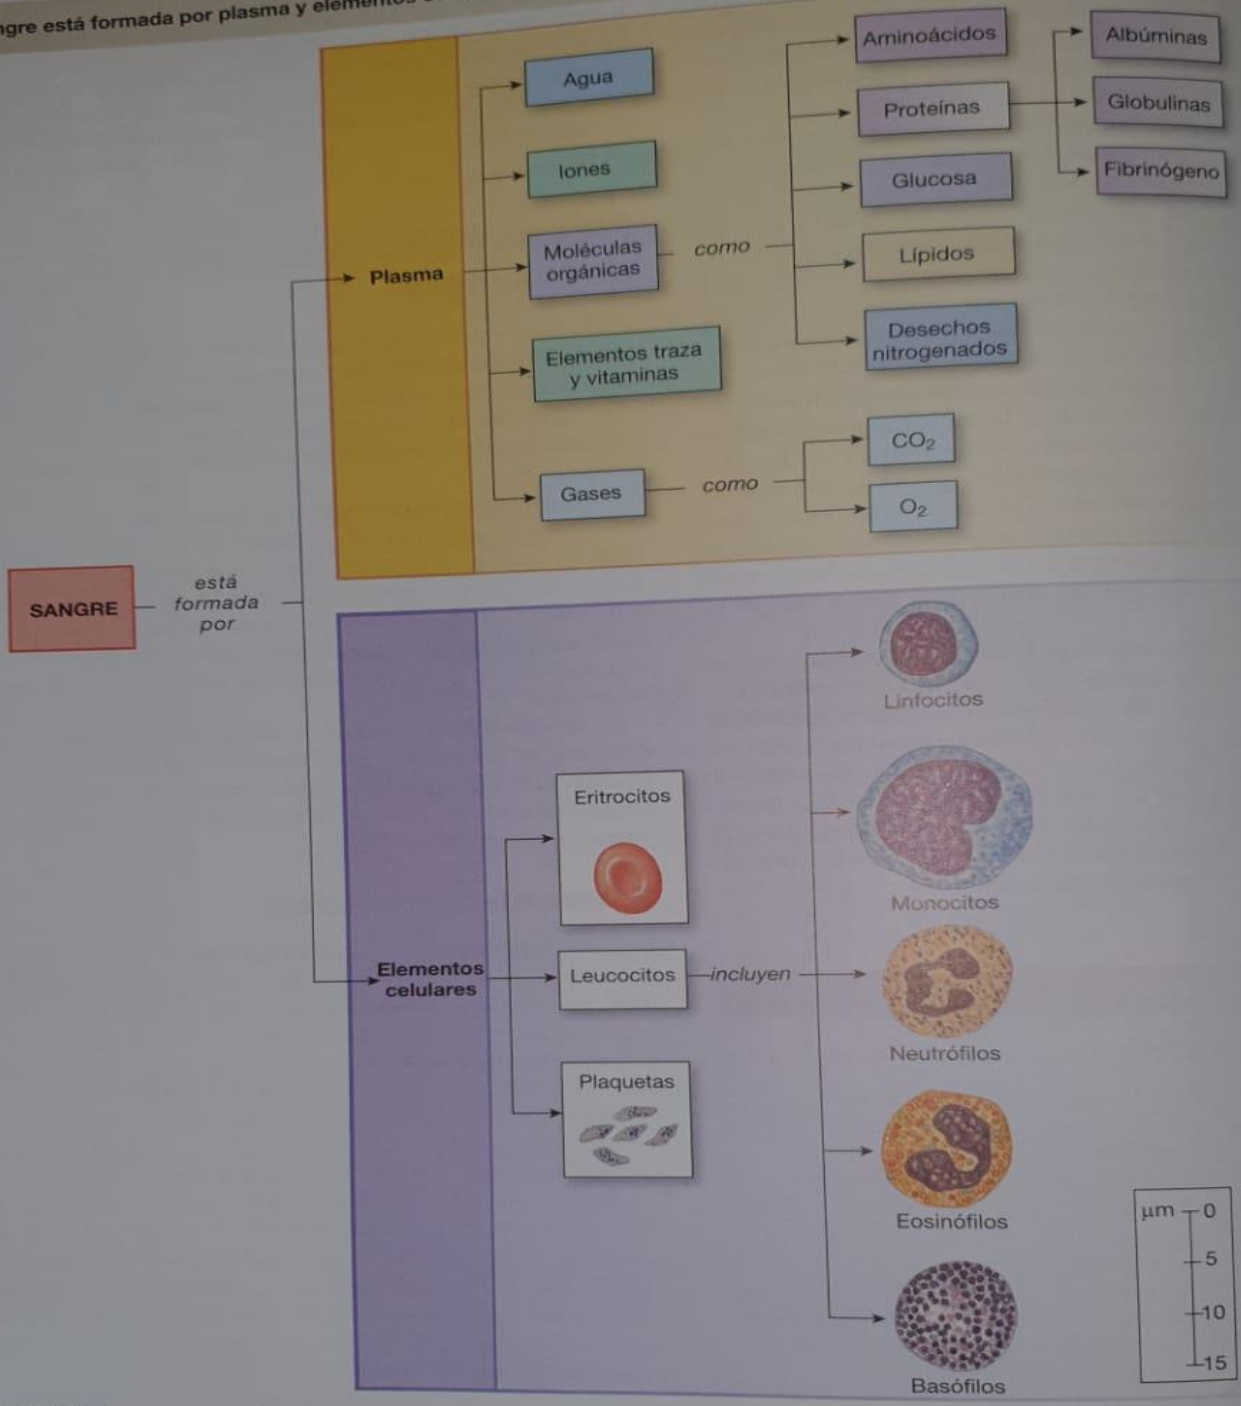 está formada por plasma y
Aminoácidos
Albúminas
Agua
Proteínas
Globulinas
Iones
Glucosa
Fibrinógeno
Moléculas
orgánicas
como
Lípidos
Plasma
Desechos
nitrogenados
Elementos traza
y vitaminas
CO₂
Gases
como
O₂
SANGRE
está
formada
por
Linfocitos
Eritrocitos
Monocitos
Elementos
celulares
Leucocitos
incluyen
Neutrófilos
Plaquetas
Eosinófilos
µm
0
5
10
15
Basófilos